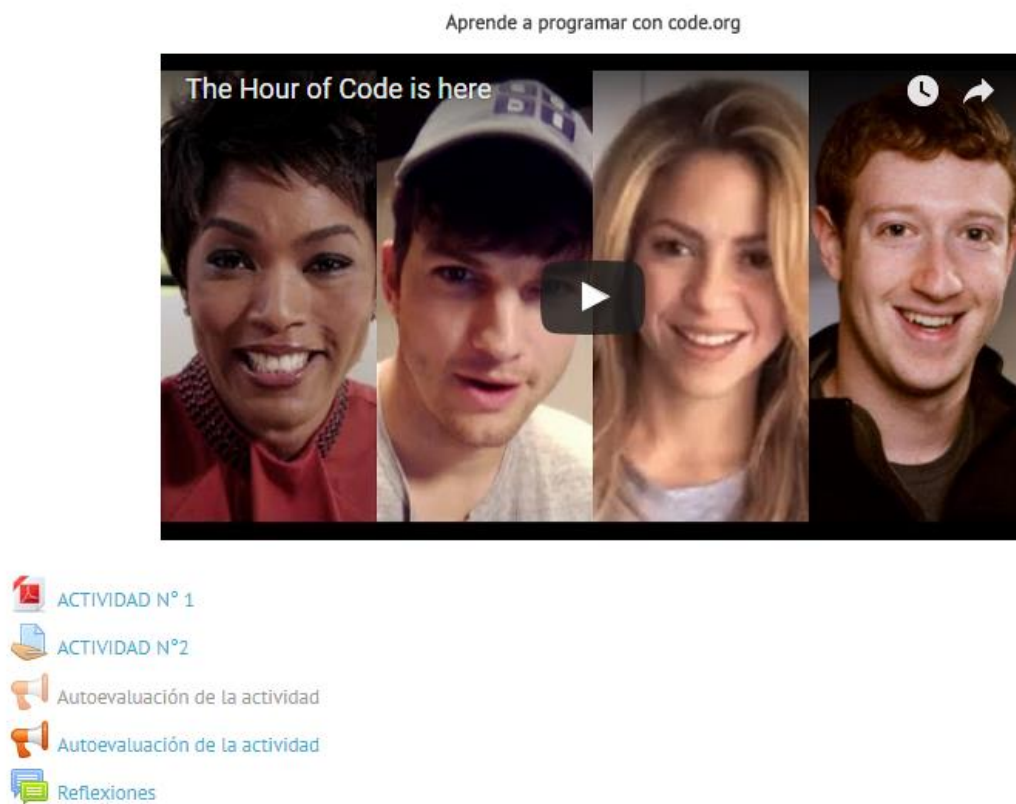 Aprende a programar con code.org
The Hour of Code is here
ACTIVIDAD N° 1
ACTIVIDAD N°2
Autoevaluación de la actividad
Autoevaluación de la actividad
Reflexiones